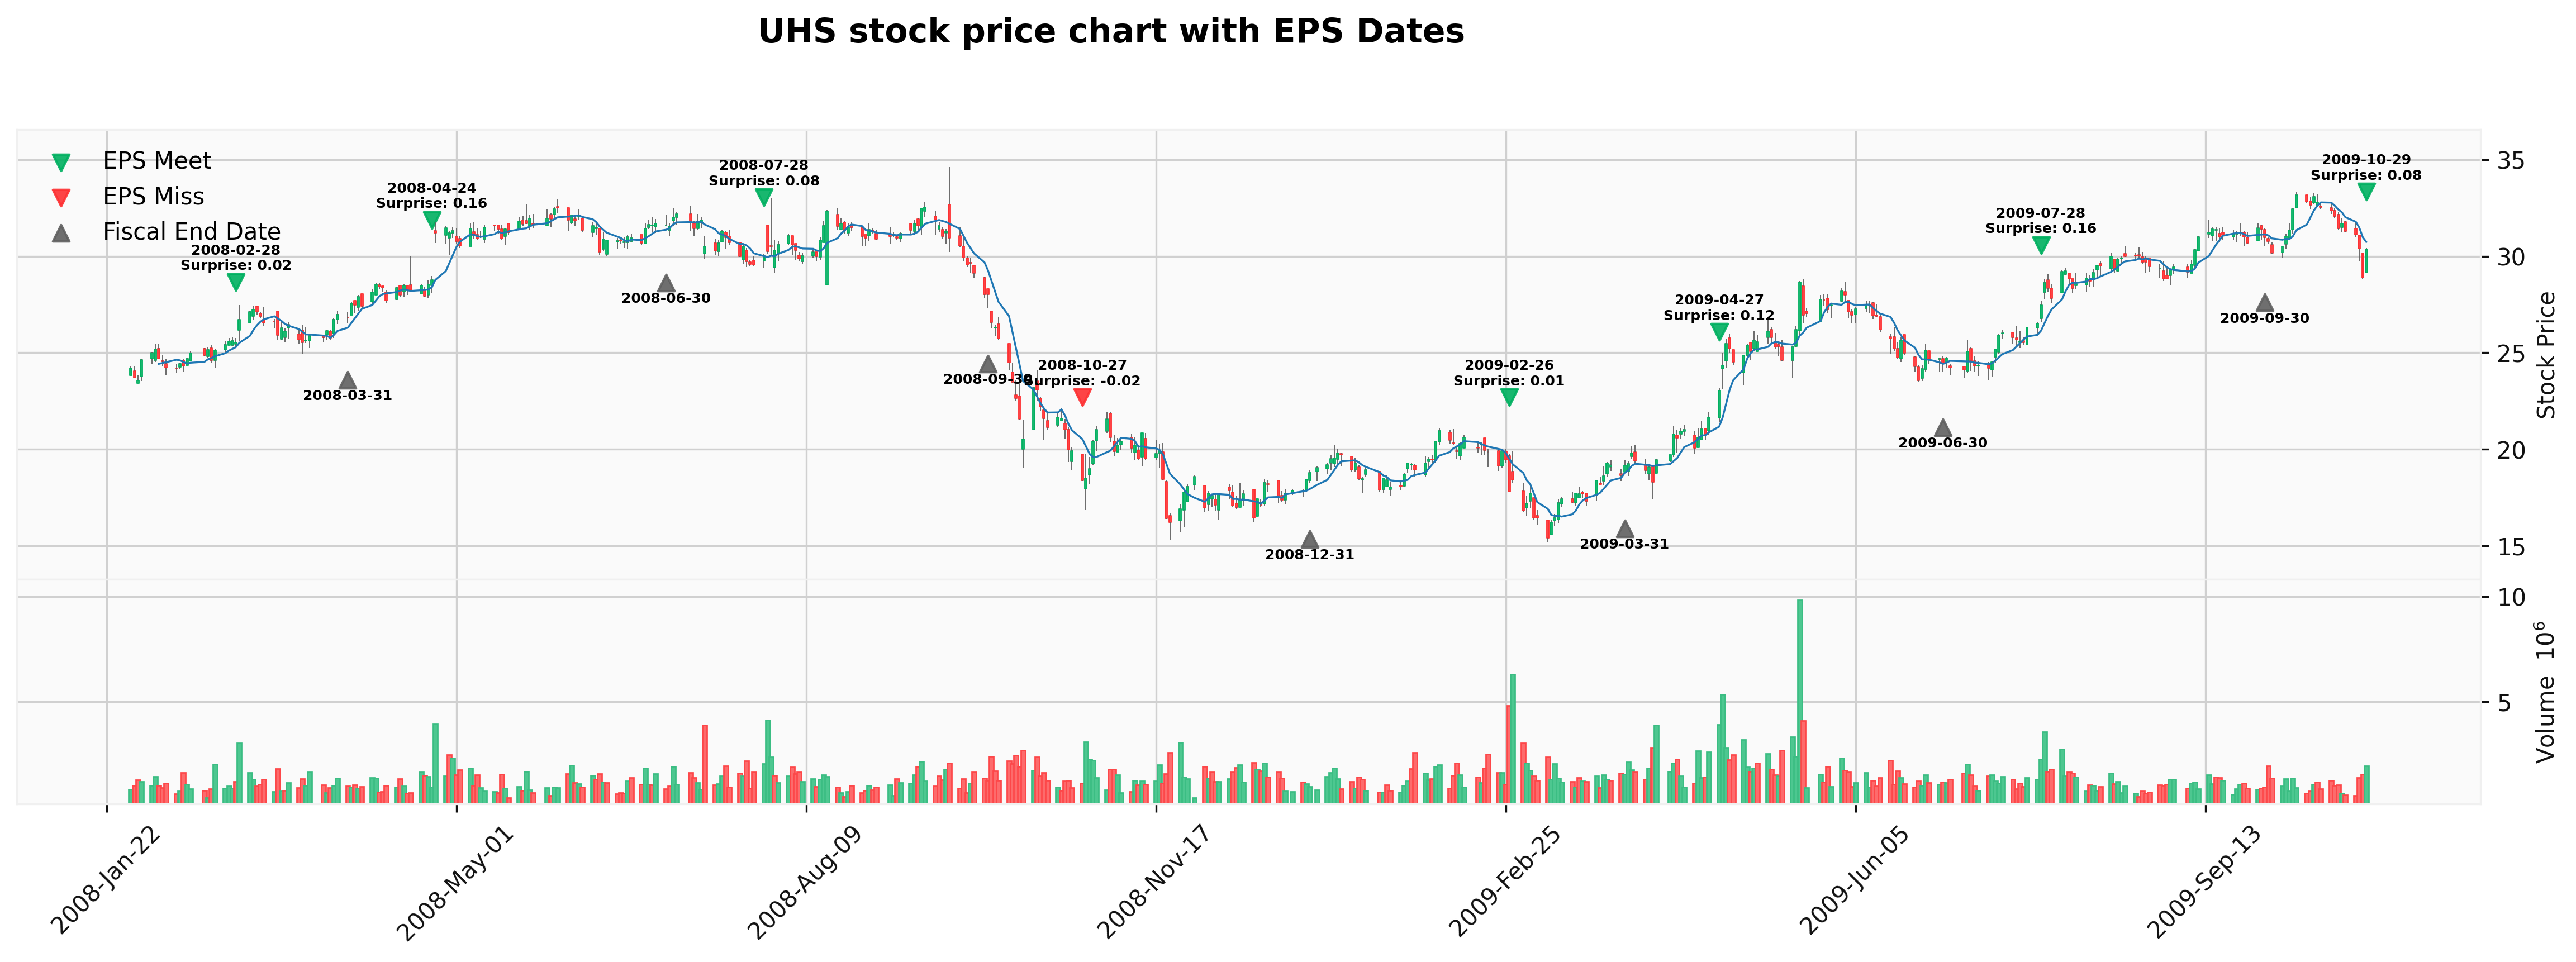 UHS stock price chart with EPS Dates
EPS Meet
EPS Miss
Fiscal End Date
2008-02-28
Surprise: 0.02
2008-03-31
2008-04-24
Surprise: 0.16
2008-06-30
2008-07-28
Surprise: 0.08
2008-09-30
2008-10-27
Surprise: -0.02
2008-12-31
2009-02-26
Surprise: 0.01
2009-03-31
2009-04-27
Surprise: 0.12
2009-06-30
2009-07-28
Surprise: 0.16
2009-09-30
2009-10-29
Surprise: 0.08
35
30
25
20
15
Stock Price
10
5
Volume 10^6
2008-Jan-22
2008-May-01
2008-Aug-09
2008-Nov-17
2009-Feb-25
2009-Jun-05
2009-Sep-13